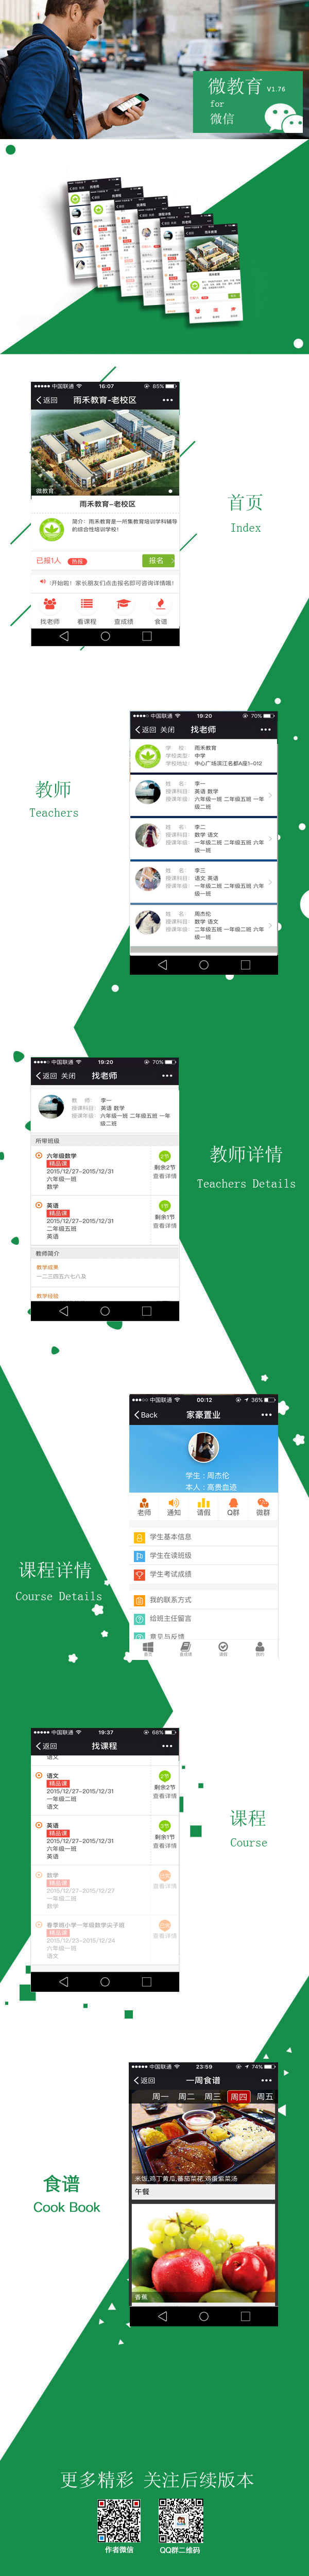 微教育 V1.76
for
微信
●●●●● 中国联通 16:07 85%
返回 雨禾教育-老校区 •••
微教育
雨禾教育-老校区
简介：雨禾教育是一所集教育培训学科辅导
的综合性培训学校！
已报1人 热报 报名
！开始啦！家长朋友们点击报名即可咨询详情哦！
找老师 看课程 查成绩 食谱
首页
Index
●●●●○ 中国联通 19:20 70%
返回 关闭 找老师 •••
学 校： 雨禾教育
学校类型： 中学
学校地址： 中心广场滨江名都A座1-012
姓 名： 李一
授课科目： 英语 数学
授课年级： 六年级一班 二年级五班 一年
级二班
姓 名： 李二
授课科目： 数学 语文
授课年级： 一年级二班 二年级五班 六年
级一班
姓 名： 李三
授课科目： 语文 英语
授课年级： 一年级二班 二年级五班 六年
级一班
姓 名： 周杰伦
授课科目： 数学 语文
授课年级： 二年级五班 一年级二班 六年
级一班
教师
Teachers
●●●●○ 中国联通 19:20 70%
返回 关闭 找老师 •••
教 师： 李一
授课科目： 英语 数学
授课年级： 六年级一班 二年级五班 一年
级二班
所带班级
六年级数学
精品课
2015/12/27~2015/12/31
六年级一班
数学
剩余2节
查看详情
英语
精品课
2015/12/27~2015/12/31
二年级五班
英语
剩余1节
查看详情
教师简介
教学成果
一二三四五六七八五
教学经验
教师详情
Teachers Details
●●●○○ 中国联通 00:12 36%
Back 家豪置业 •••
学生：周杰伦
本人：高贵血迹
老师 通知 请假 Q群 微群
学生基本信息
学生在读班级
学生考试成绩
我的联系方式
给班主任留言
意见与反馈
课程详情
Course Details
●●●●○ 中国联通 19:37 68%
返回 找课程 •••
语文
语文
精品课
2015/12/27~2015/12/31
一年级二班
语文
剩余2节
查看详情
英语
精品课
2015/12/27~2015/12/31
六年级一班
英语
剩余1节
查看详情
数学
精品课
2015/12/27~2015/12/27
一年级二班
数学
查看详情
春季班小学一年级数学尖子班
2015/12/23~2015/12/24
六年级一班
语文
查看详情
课程
Course
●●●●● 中国联通 23:59 74%
返回 一周食谱 •••
周一 周二 周三 周四 周五
米饭,鸡丁黄瓜,蕃茄菜花,鸡蛋紫菜汤
午餐
香蕉
食谱
Cook Book
更多精彩 关注后续版本
作者微信 QQ群二维码